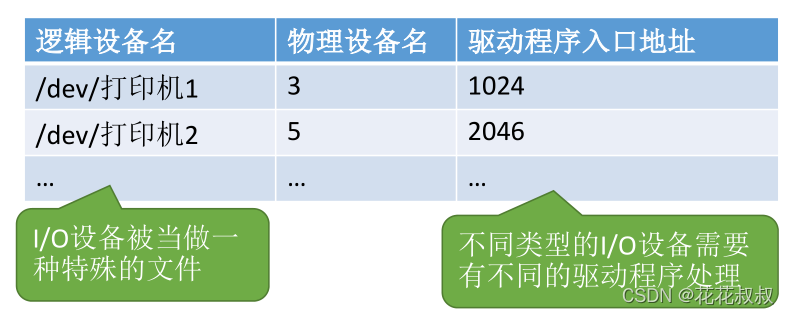 逻辑设备名 物理设备名 驱动程序入口地址
/dev/打印机1 3 1024
/dev/打印机2 5 2046
... ... ...
I/O设备被当做一
种特殊的文件
不同类型的I/O设备需要
有不同的驱动程序处理
CSDN @花花叔叔